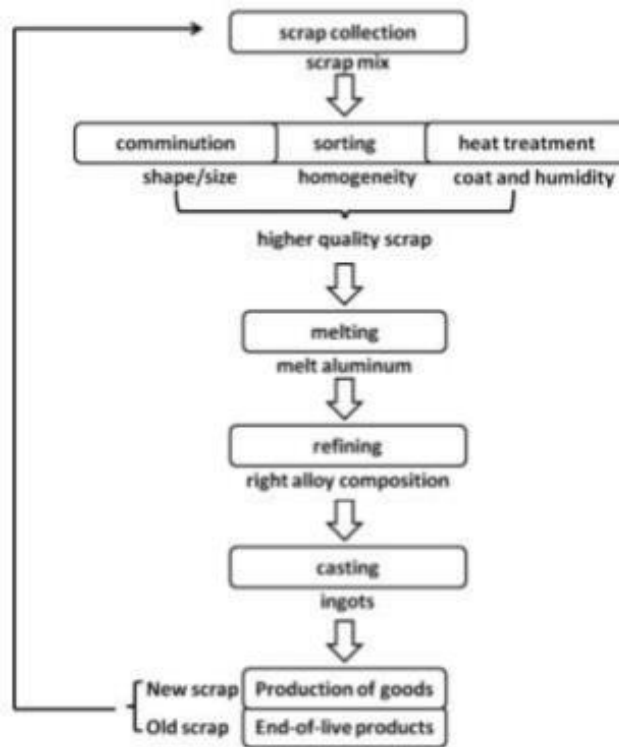 scrap collection
scrap mix
comminution sorting heat treatment
shape/size homogeneity coat and humidity
higher quality scrap
melting
melt aluminum
refining
right alloy composition
casting
ingots
New scrap Production of goods
Old scrap End-of-live products